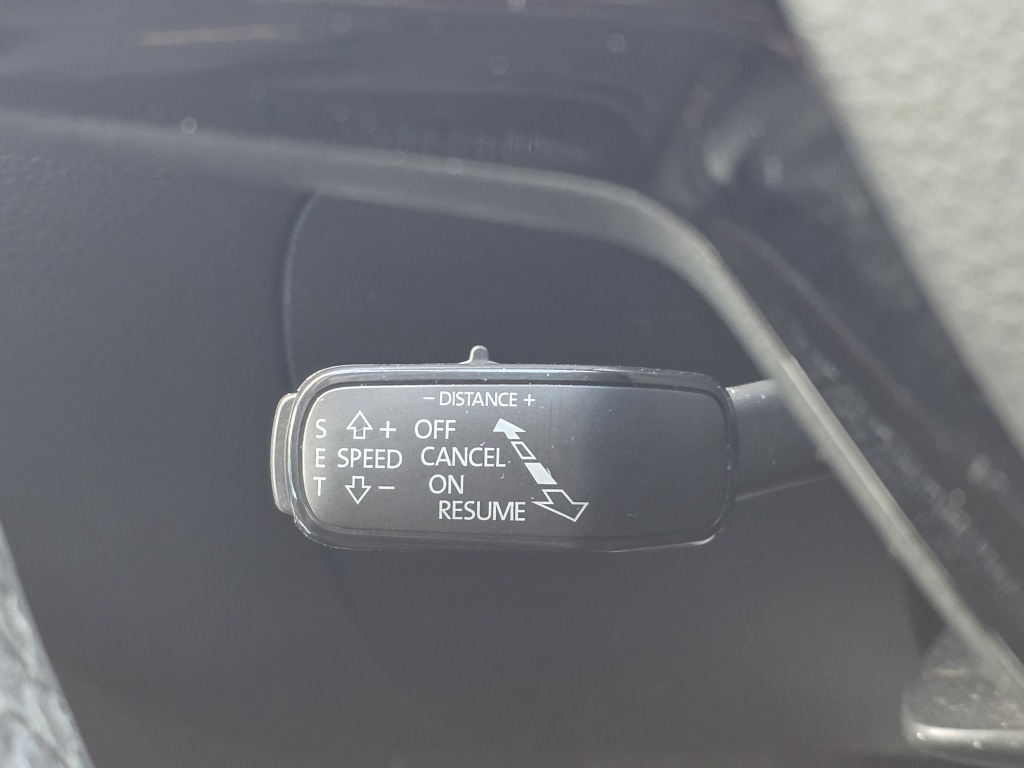 − DISTANCE +
S + OFF
E SPEED CANCEL
T − ON
RESUME